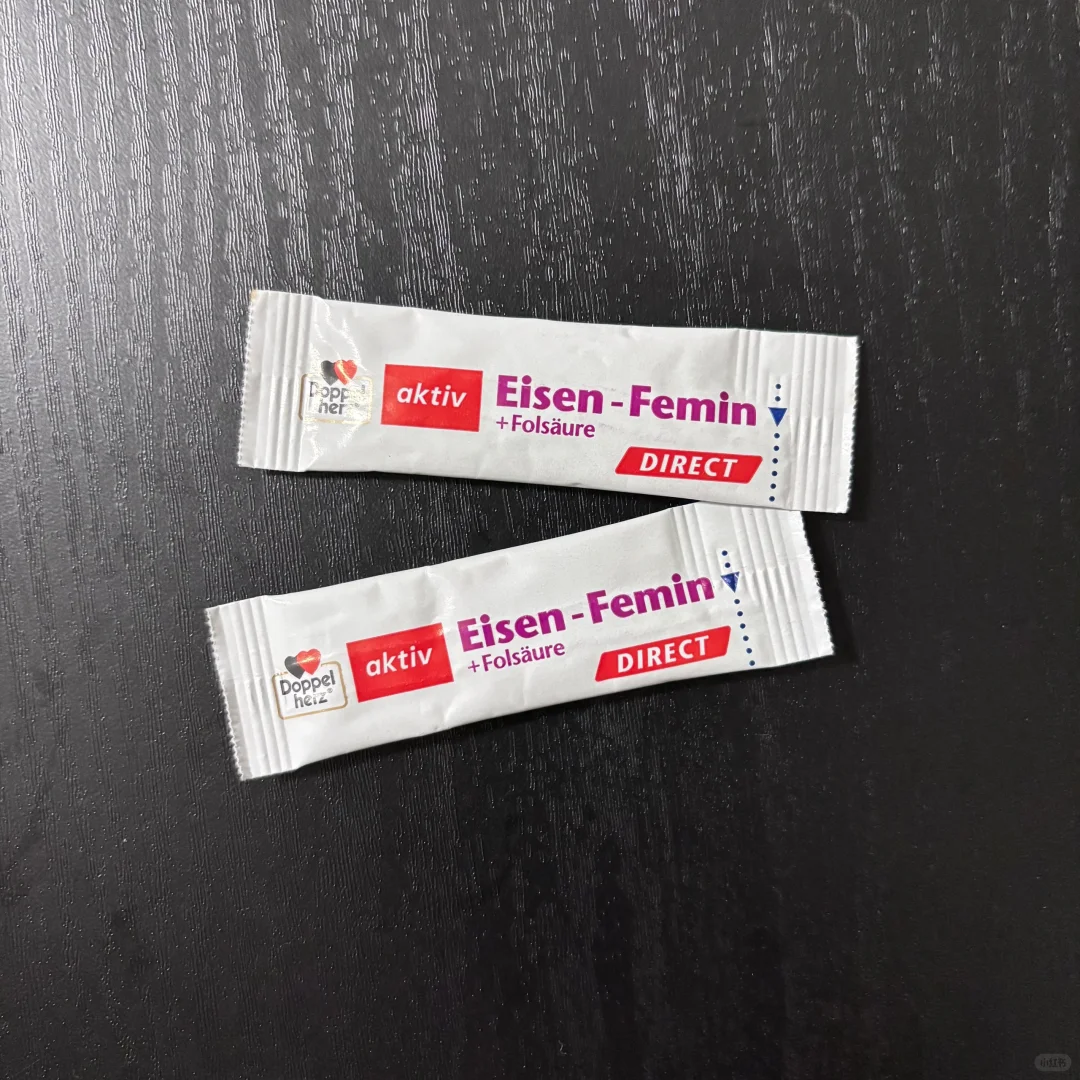 Doppel
herz
aktiv
Eisen-Femin
+Folsäure
DIRECT
Doppel
herz®
aktiv
Eisen-Femin
+Folsäure
DIRECT